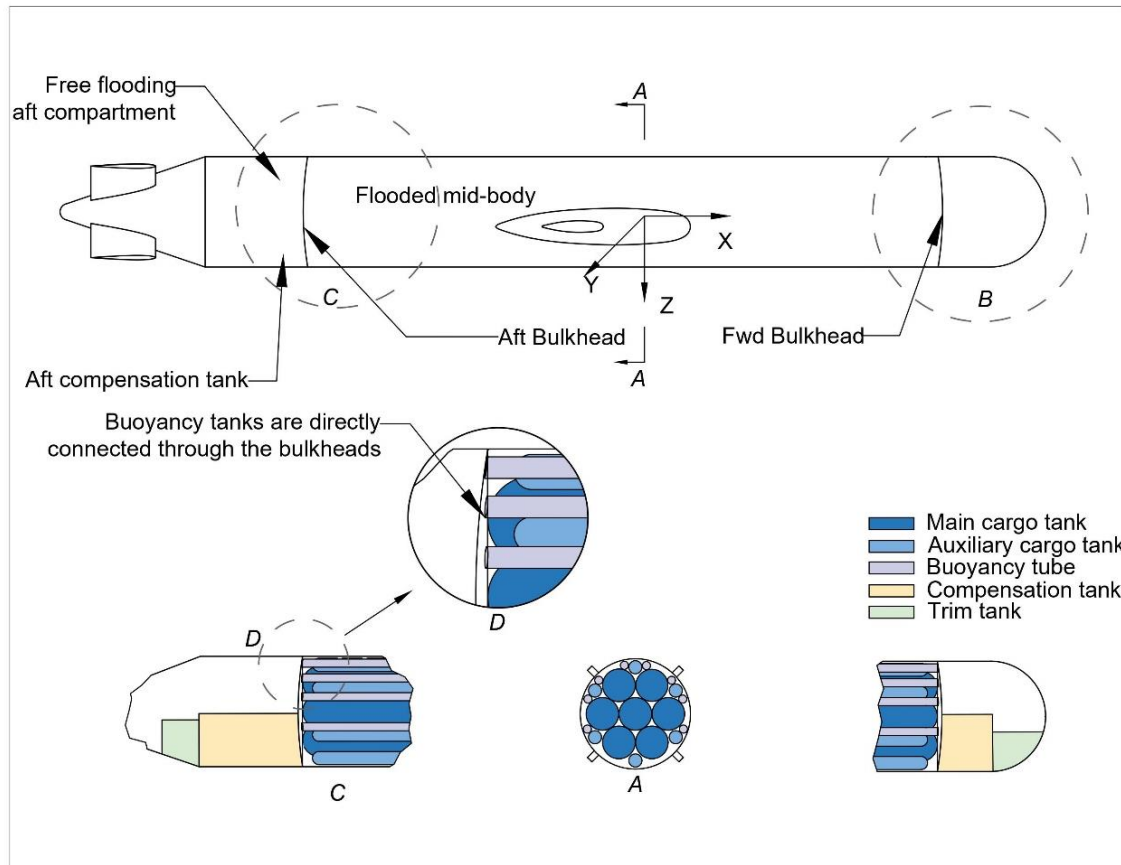 Free flooding
aft compartment
A
Flooded mid-body
X
Y
Z
C
B
Aft Bulkhead
Fwd Bulkhead
A
Aft compensation tank
Buoyancy tanks are directly
connected through the bulkheads
Main cargo tank
Auxiliary cargo tank
Buoyancy tube
Compensation tank
Trim tank
D
D
C
A